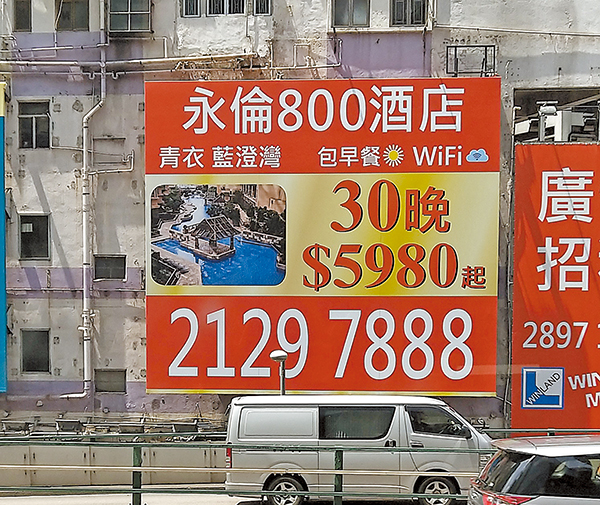 永倫800酒店
青衣 藍澄灣 包早餐 WiFi
30晚
$5980起
2129 7888
廣
招
2897
WINLAND
WIN
M